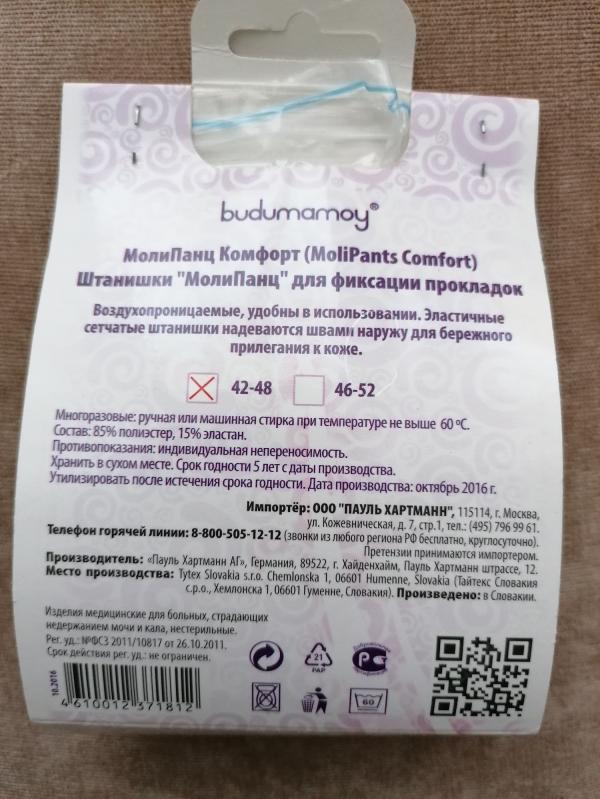 budumamoy®
МолиПанц Комфорт (MoliPants Comfort)
Штанишки "МолиПанц" для фиксации прокладок
Воздухопроницаемые, удобны в использовании. Эластичные
сетчатые штанишки надеваются швами наружу для бережного
прилегания к коже.
42-48 46-52
Многоразовые: ручная или машинная стирка при температуре не выше 60 ºС.
Состав: 85% полиэстер, 15% эластан.
Противопоказания: индивидуальная непереносимость.
Хранить в сухом месте. Срок годности 5 лет с даты производства.
Утилизировать после истечения срока годности. Дата производства: октябрь 2016 г.
Импортёр: ООО "ПАУЛЬ ХАРТМАНН", 115114, г. Москва,
ул. Кожевническая, д. 7, стр.1, тел.: (495) 796 99 61.
Телефон горячей линии: 8-800-505-12-12 (звонки из любого региона РФ бесплатно, круглосуточно).
Претензии принимаются импортером.
Производитель: «Пауль Хартманн АГ», Германия, 89522, г. Хайденхайм, Пауль Хартманн штрассе, 12.
Место производства: Tytex Slovakia s.r.o. Chemlonska 1, 06601 Humenne, Slovakia (Тайтекс Словакия
с.р.о., Хемлонска 1, 06601 Гуменне, Словакия). Произведено: в Словакии.
Изделия медицинские для больных, страдающих
недержанием мочи и кала, нестерильные.
Рег. уд.: №ФСЗ 2011/10817 от 26.10.2011.
Срок действия рег. уд.: не ограничен.
21
PAP
РС
60
10.2016
4610012371812